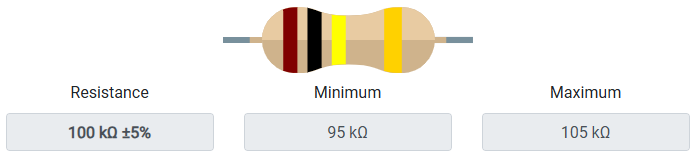 Resistance Minimum Maximum
100 kΩ ±5% 95 kΩ 105 kΩ